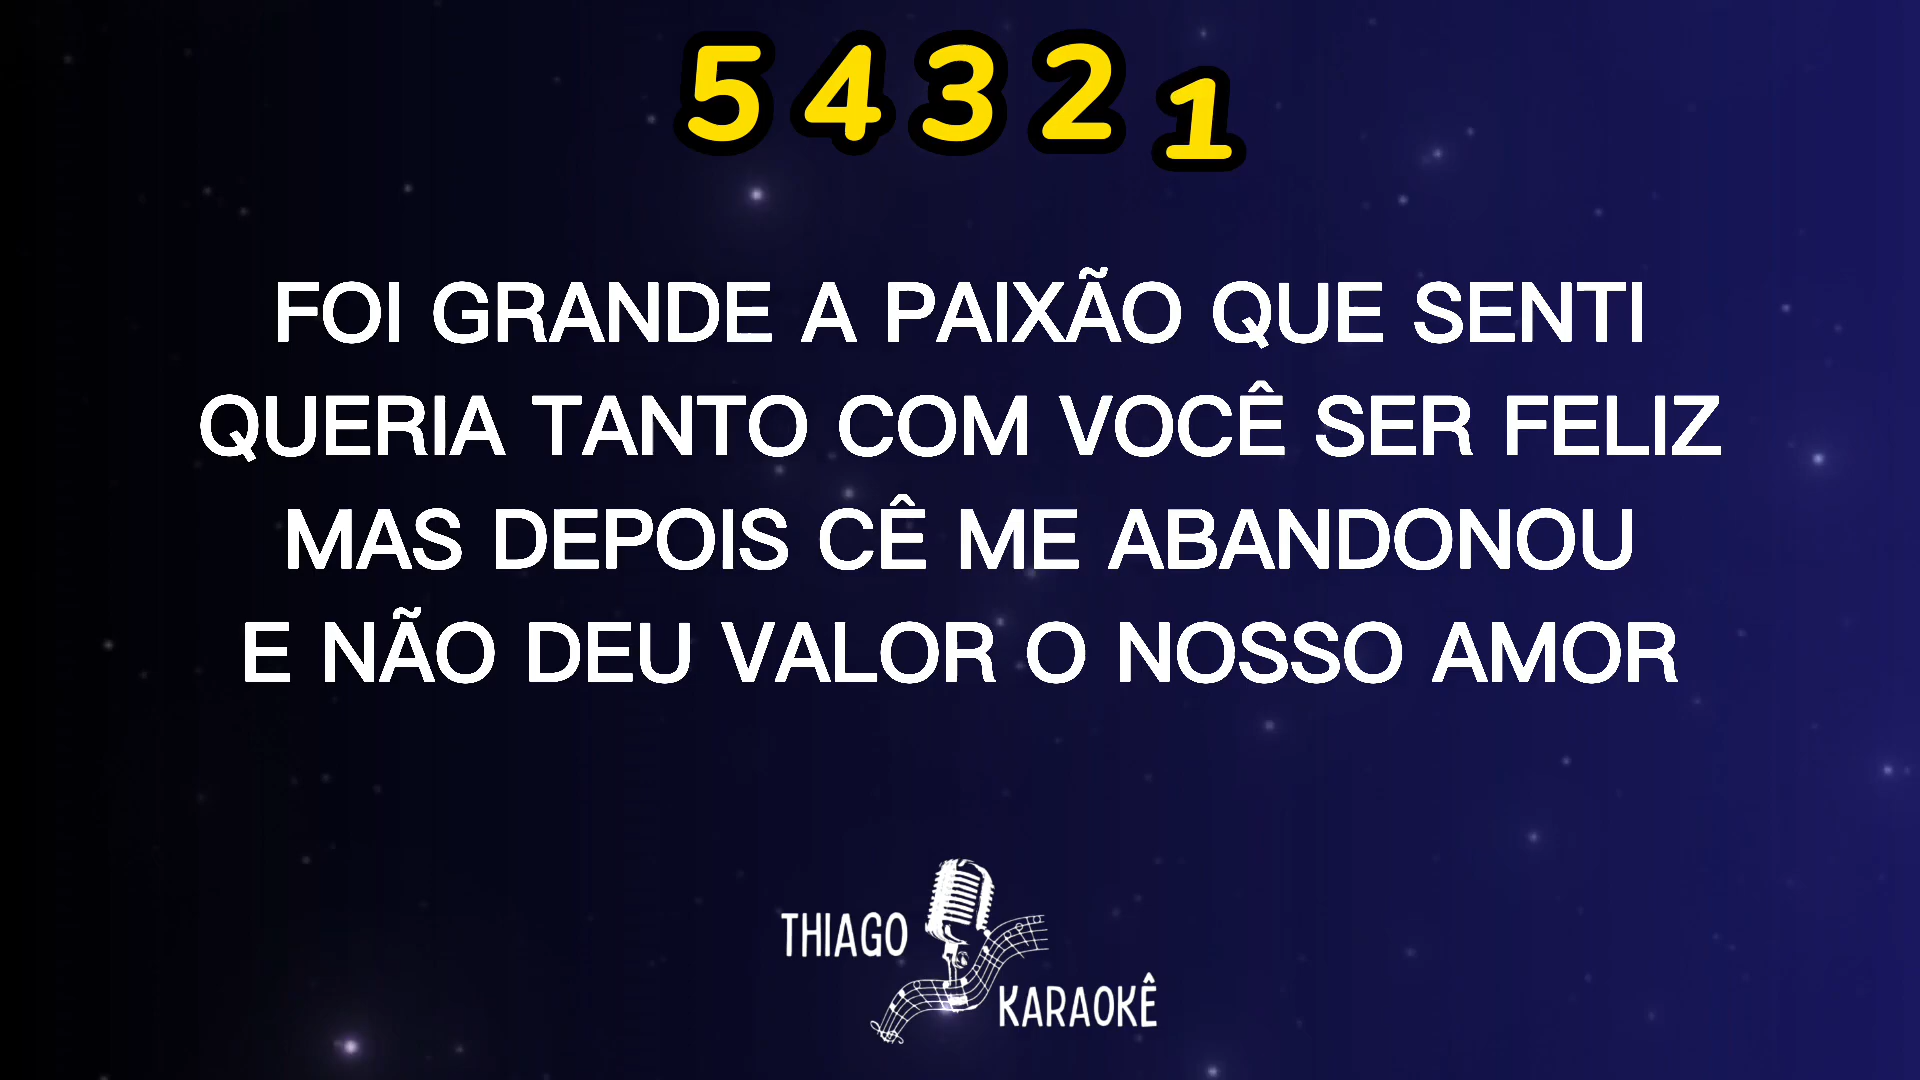 5 4 3 2 1
FOI GRANDE A PAIXÃO QUE SENTI
QUERIA TANTO COM VOCÊ SER FELIZ
MAS DEPOIS CÊ ME ABANDONOU
E NÃO DEU VALOR O NOSSO AMOR
THIAGO
KARAOKÊ